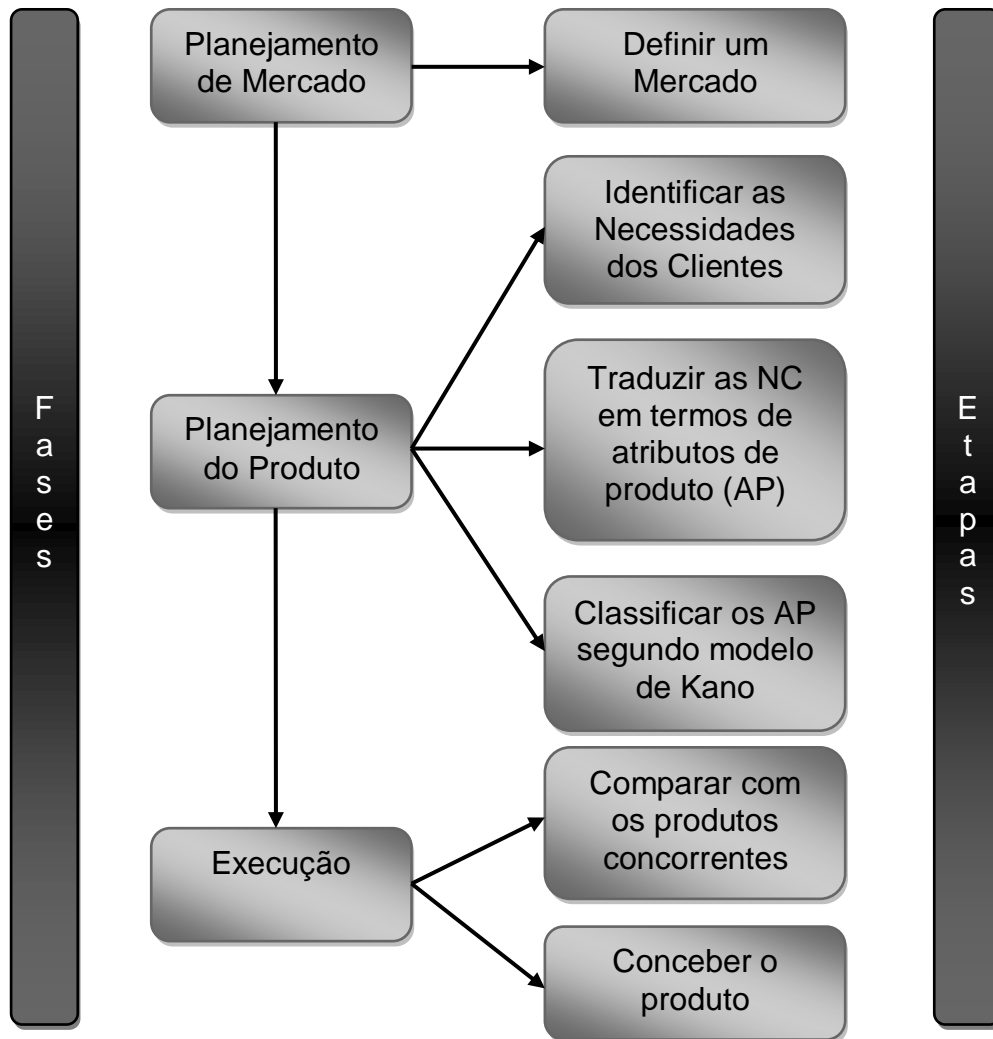 Planejamento
de Mercado
Definir um
Mercado
Identificar as
Necessidades
dos Clientes
Planejamento
do Produto
Traduzir as NC
em termos de
atributos de
produto (AP)
Classificar os AP
segundo modelo
de Kano
Execução
Comparar com
os produtos
concorrentes
Conceber o
produto
F
a
s
e
s
E
t
a
p
a
s